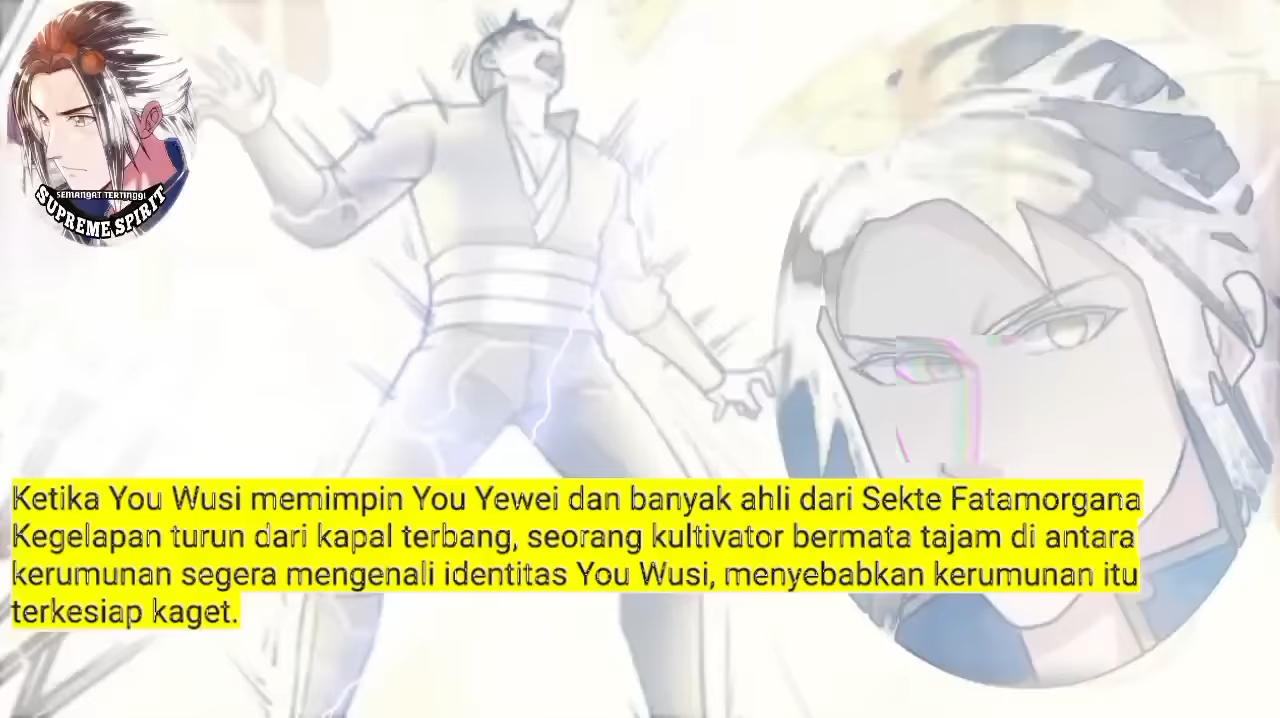 SEMANGAT TERTINGGI
SUPREME SPIRIT
Ketika You Wusi memimpin You Yewei dan banyak ahli dari Sekte Fatamorgana
Kegelapan turun dari kapal terbang, seorang kultivator bermata tajam di antara
kerumunan segera mengenali identitas You Wusi, menyebabkan kerumunan itu
terkesiap kaget.